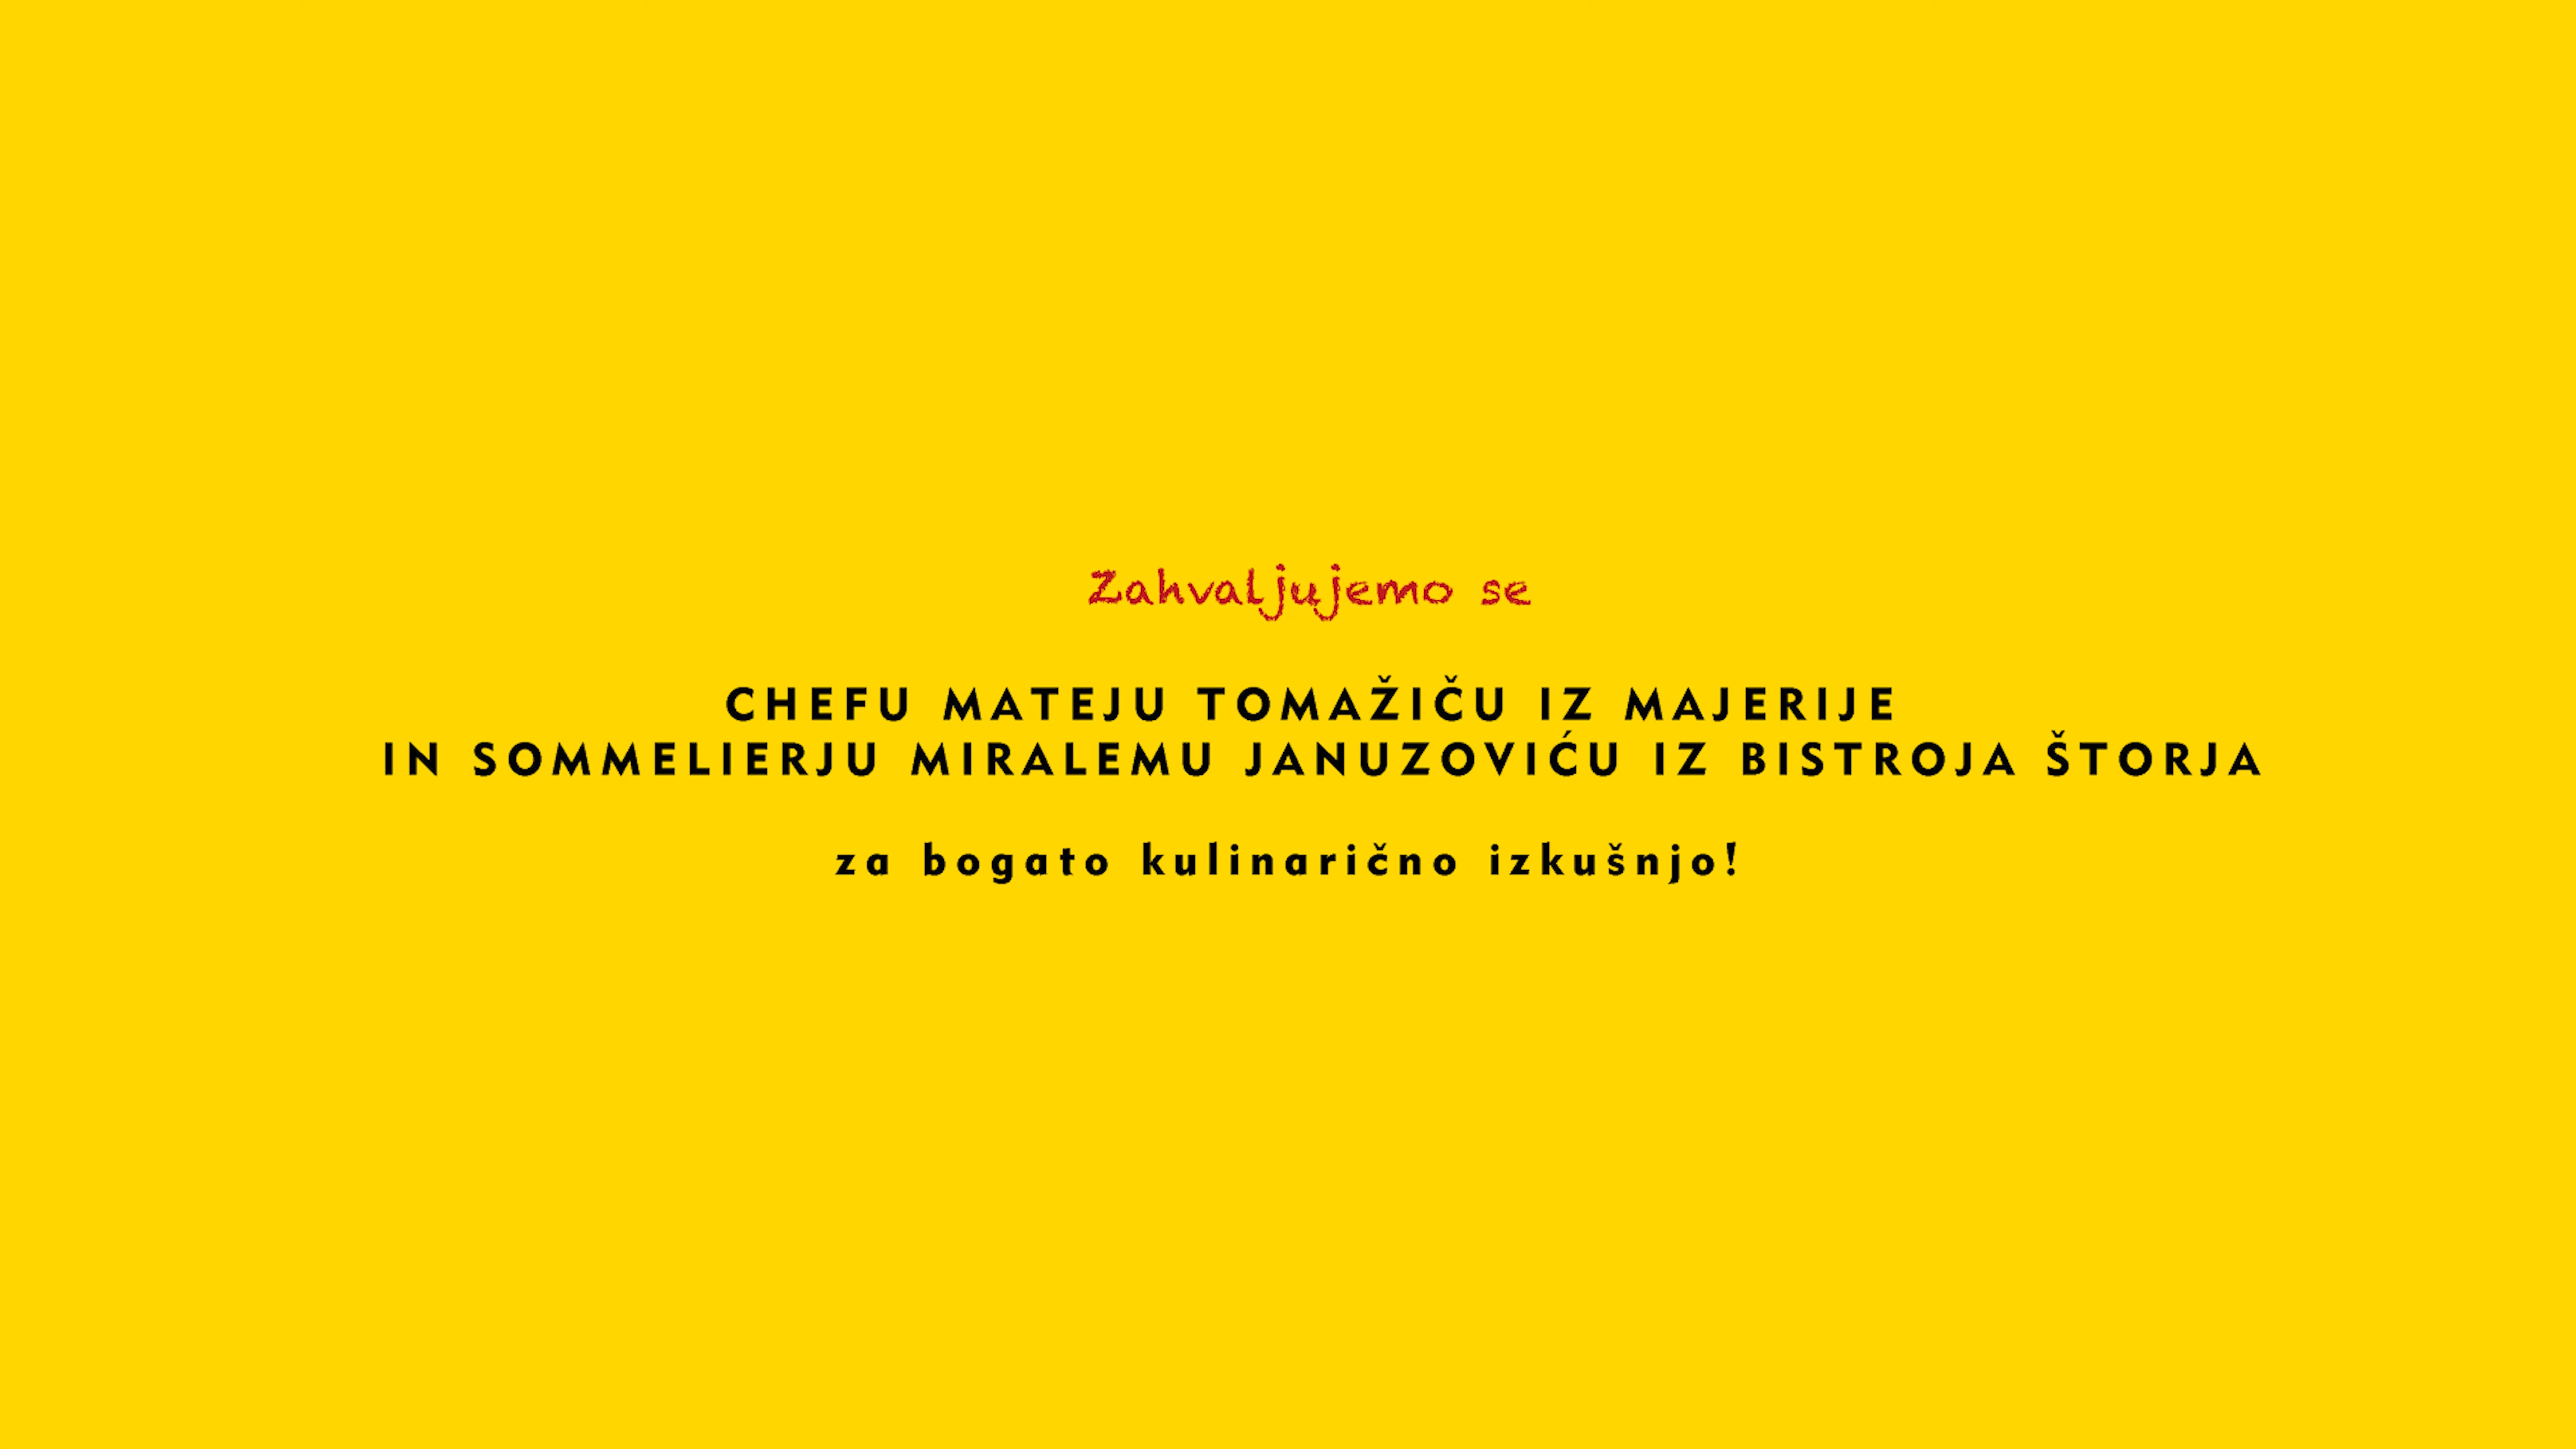 Zahvaljujemo se
CHEFU MATEJU TOMAŽIČU IZ MAJERIJE
IN SOMMELIERJU MIRALEMU JANUZOVIĆU IZ BISTROJA ŠTORJA
za bogato kulinarično izkušnjo!